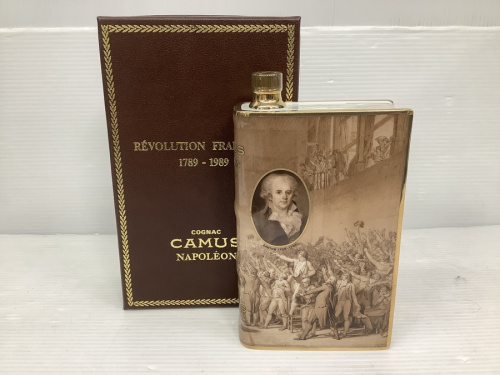 RÉVOLUTION FRA
1789 - 1989
COGNAC
CAMUS
NAPOLÉON